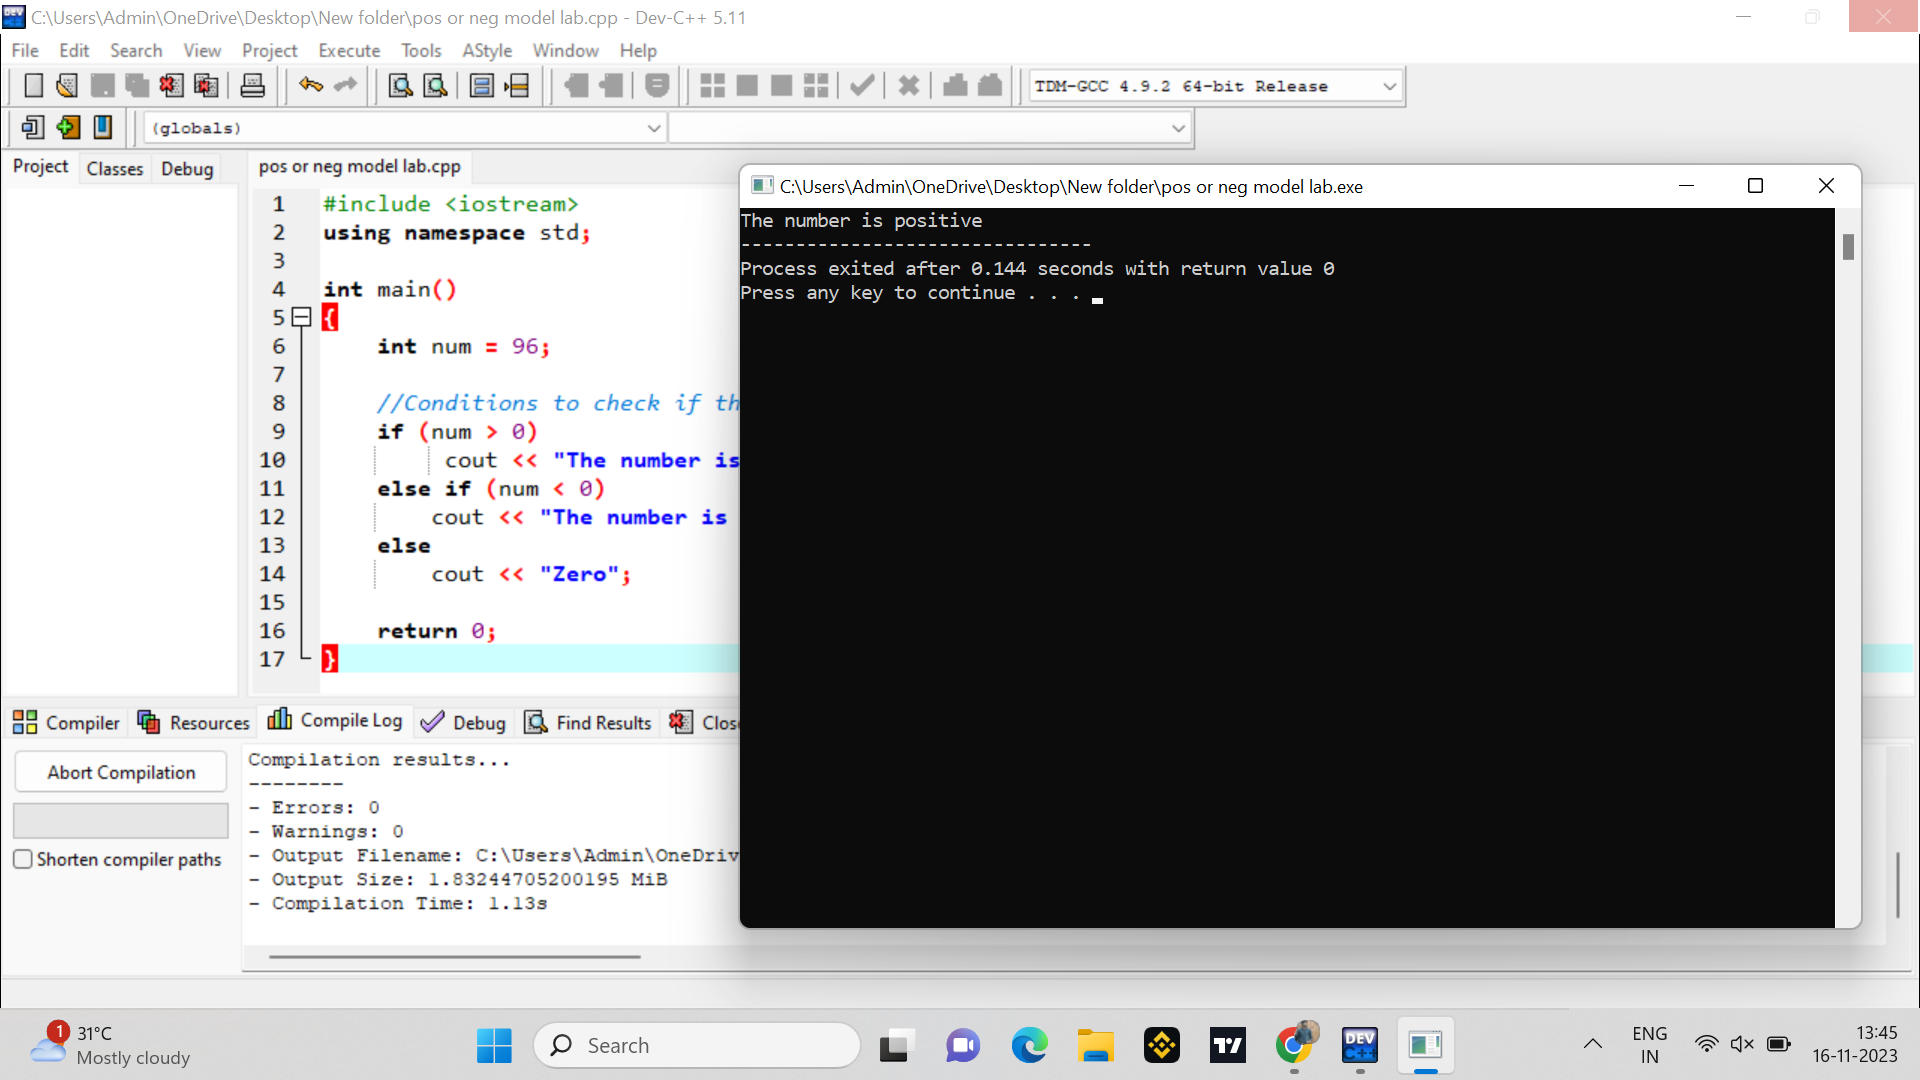 C:\Users\Admin\OneDrive\Desktop\New folder\pos or neg model lab.cpp - Dev-C++ 5.11
File Edit Search View Project Execute Tools AStyle Window Help
TDM-GCC 4.9.2 64-bit Release
(globals)
Project Classes Debug
pos or neg model lab.cpp
1 #include <iostream>
2 using namespace std;
3
4 int main()
5 {
6 int num = 96;
7
8 //Conditions to check if th
9 if (num > 0)
10 cout << "The number is
11 else if (num < 0)
12 cout << "The number is
13 else
14 cout << "Zero";
15
16 return 0;
17 }
C:\Users\Admin\OneDrive\Desktop\New folder\pos or neg model lab.exe
The number is positive
--------------------------------
Process exited after 0.144 seconds with return value 0
Press any key to continue . . .
Compiler Resources Compile Log Debug Find Results Close
Abort Compilation
Shorten compiler paths
Compilation results...
--------
- Errors: 0
- Warnings: 0
- Output Filename: C:\Users\Admin\OneDriv
- Output Size: 1.83244705200195 MiB
- Compilation Time: 1.13s
1
31°C
Mostly cloudy
Search
DEV
C++
ENG
IN
13:45
16-11-2023